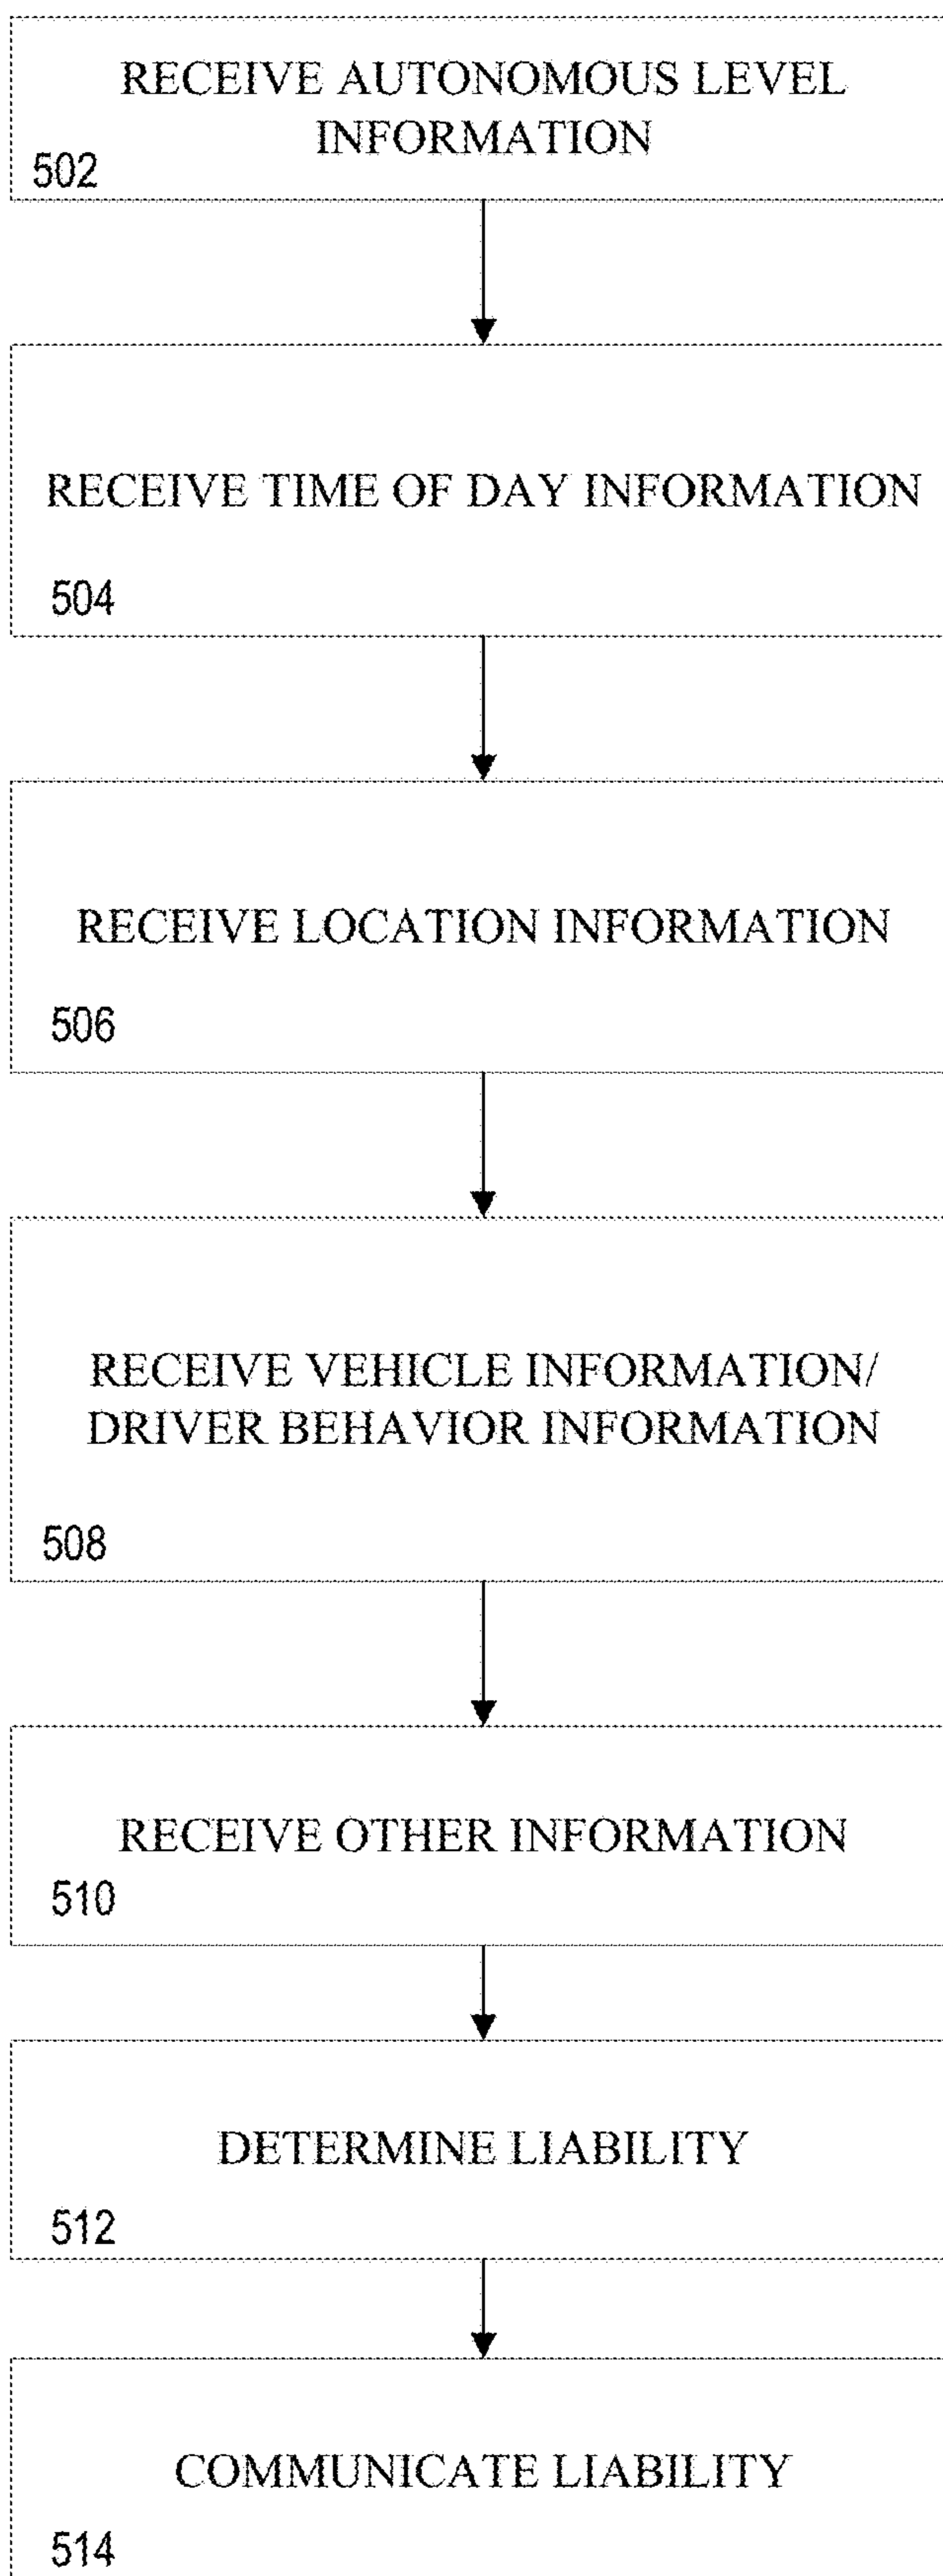 RECEIVE AUTONOMOUS LEVEL
INFORMATION
502
RECEIVE TIME OF DAY INFORMATION
504
RECEIVE LOCATION INFORMATION
506
RECEIVE VEHICLE INFORMATION/
DRIVER BEHAVIOR INFORMATION
508
RECEIVE OTHER INFORMATION
510
DETERMINE LIABILITY
512
COMMUNICATE LIABILITY
514